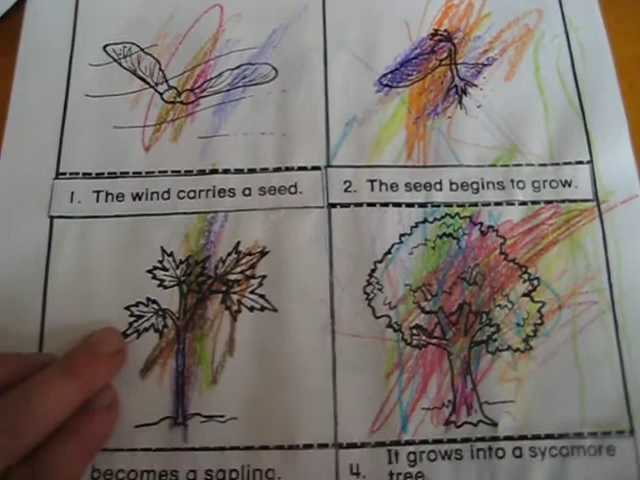 1. The wind carries a seed.
2. The seed begins to grow.
becomes a sapling.
4. It grows into a sycamore
tree.